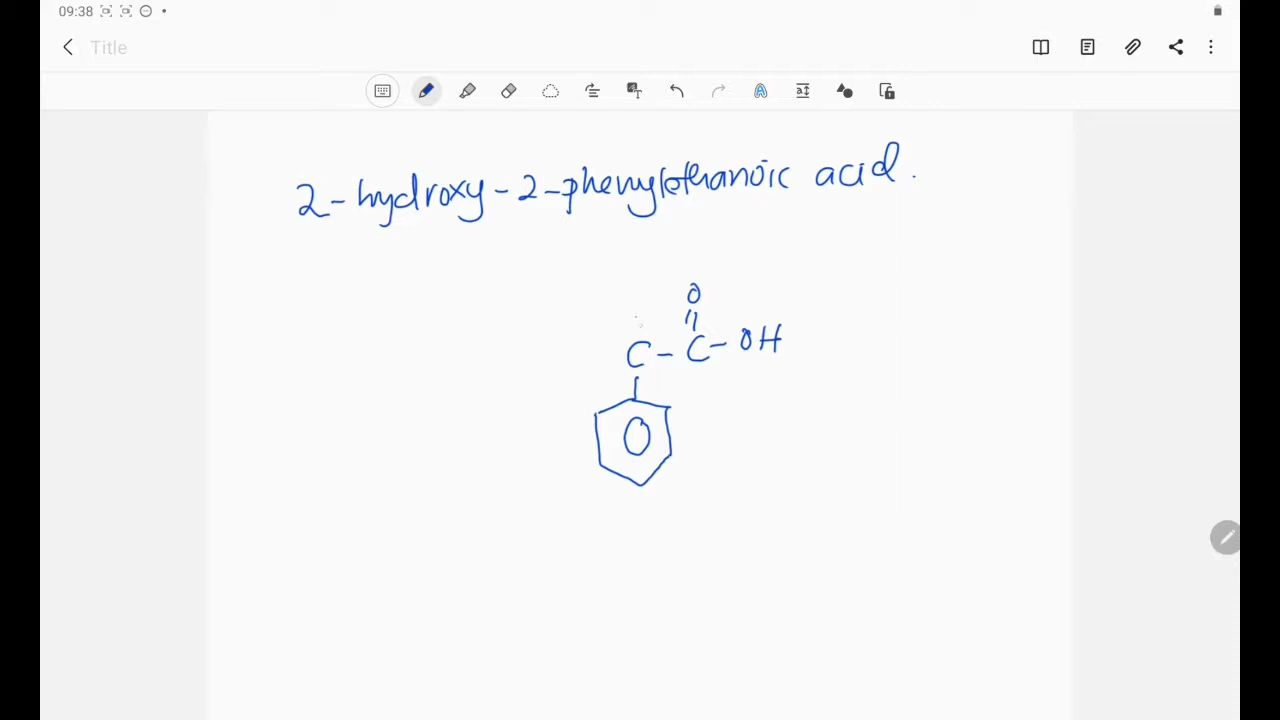 09:38
Title
2-hydroxy-2-phenylethanoic acid.
O
C - C - OH